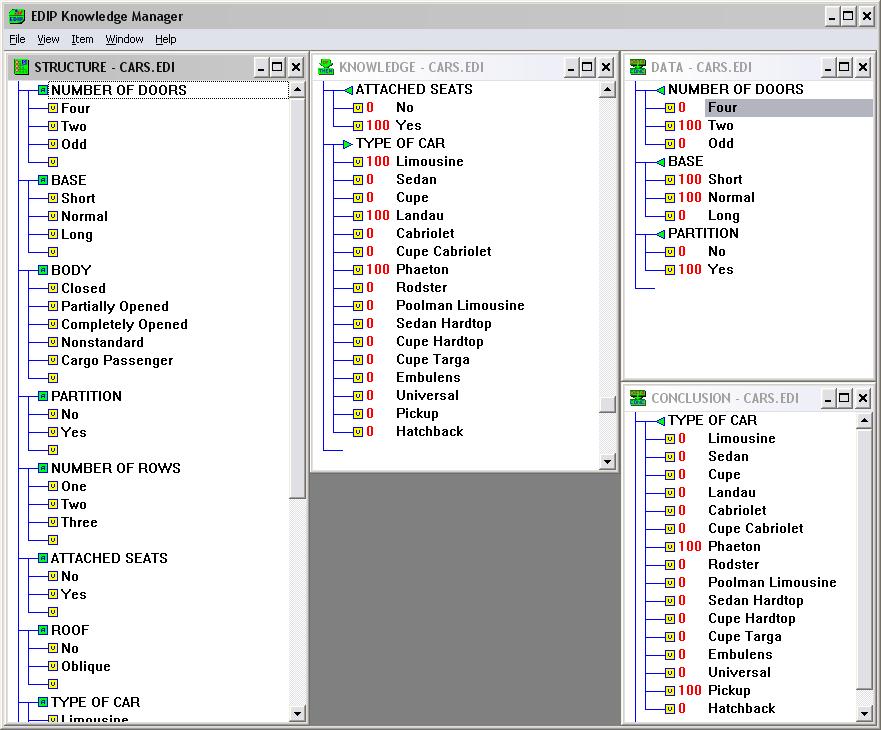 EDIP Knowledge Manager
File View Item Window Help
STRUCTURE - CARS.EDI
NUMBER OF DOORS
Four
Two
Odd
BASE
Short
Normal
Long
BODY
Closed
Partially Opened
Completely Opened
Nonstandard
Cargo Passenger
PARTITION
No
Yes
NUMBER OF ROWS
One
Two
Three
ATTACHED SEATS
No
Yes
ROOF
No
Oblique
TYPE OF CAR
Limousine
KNOWLEDGE - CARS.EDI
ATTACHED SEATS
0 No
100 Yes
TYPE OF CAR
100 Limousine
0 Sedan
0 Cupe
100 Landau
0 Cabriolet
0 Cupe Cabriolet
100 Phaeton
0 Rodster
0 Poolman Limousine
0 Sedan Hardtop
0 Cupe Hardtop
0 Cupe Targa
0 Embulens
0 Universal
0 Pickup
0 Hatchback
DATA - CARS.EDI
NUMBER OF DOORS
0 Four
100 Two
0 Odd
BASE
100 Short
100 Normal
0 Long
PARTITION
0 No
100 Yes
CONCLUSION - CARS.EDI
TYPE OF CAR
0 Limousine
0 Sedan
0 Cupe
0 Landau
0 Cabriolet
0 Cupe Cabriolet
100 Phaeton
0 Rodster
0 Poolman Limousine
0 Sedan Hardtop
0 Cupe Hardtop
0 Cupe Targa
0 Embulens
0 Universal
100 Pickup
0 Hatchback